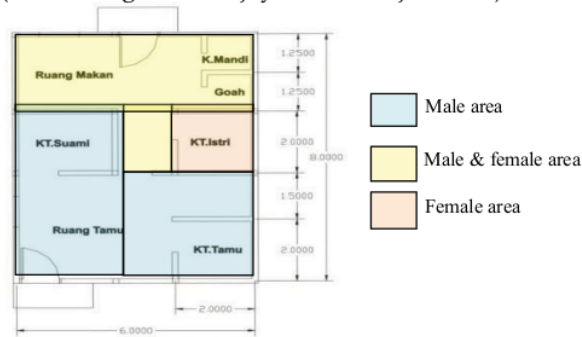 K.Mandi
Ruang Makan
Goah
KT.Suami
KT.Istri
Ruang Tamu
KT.Tamu
1.2500
1.2500
2.0000
8.0000
1.5000
2.0000
2.0000
6.0000
Male area
Male & female area
Female area